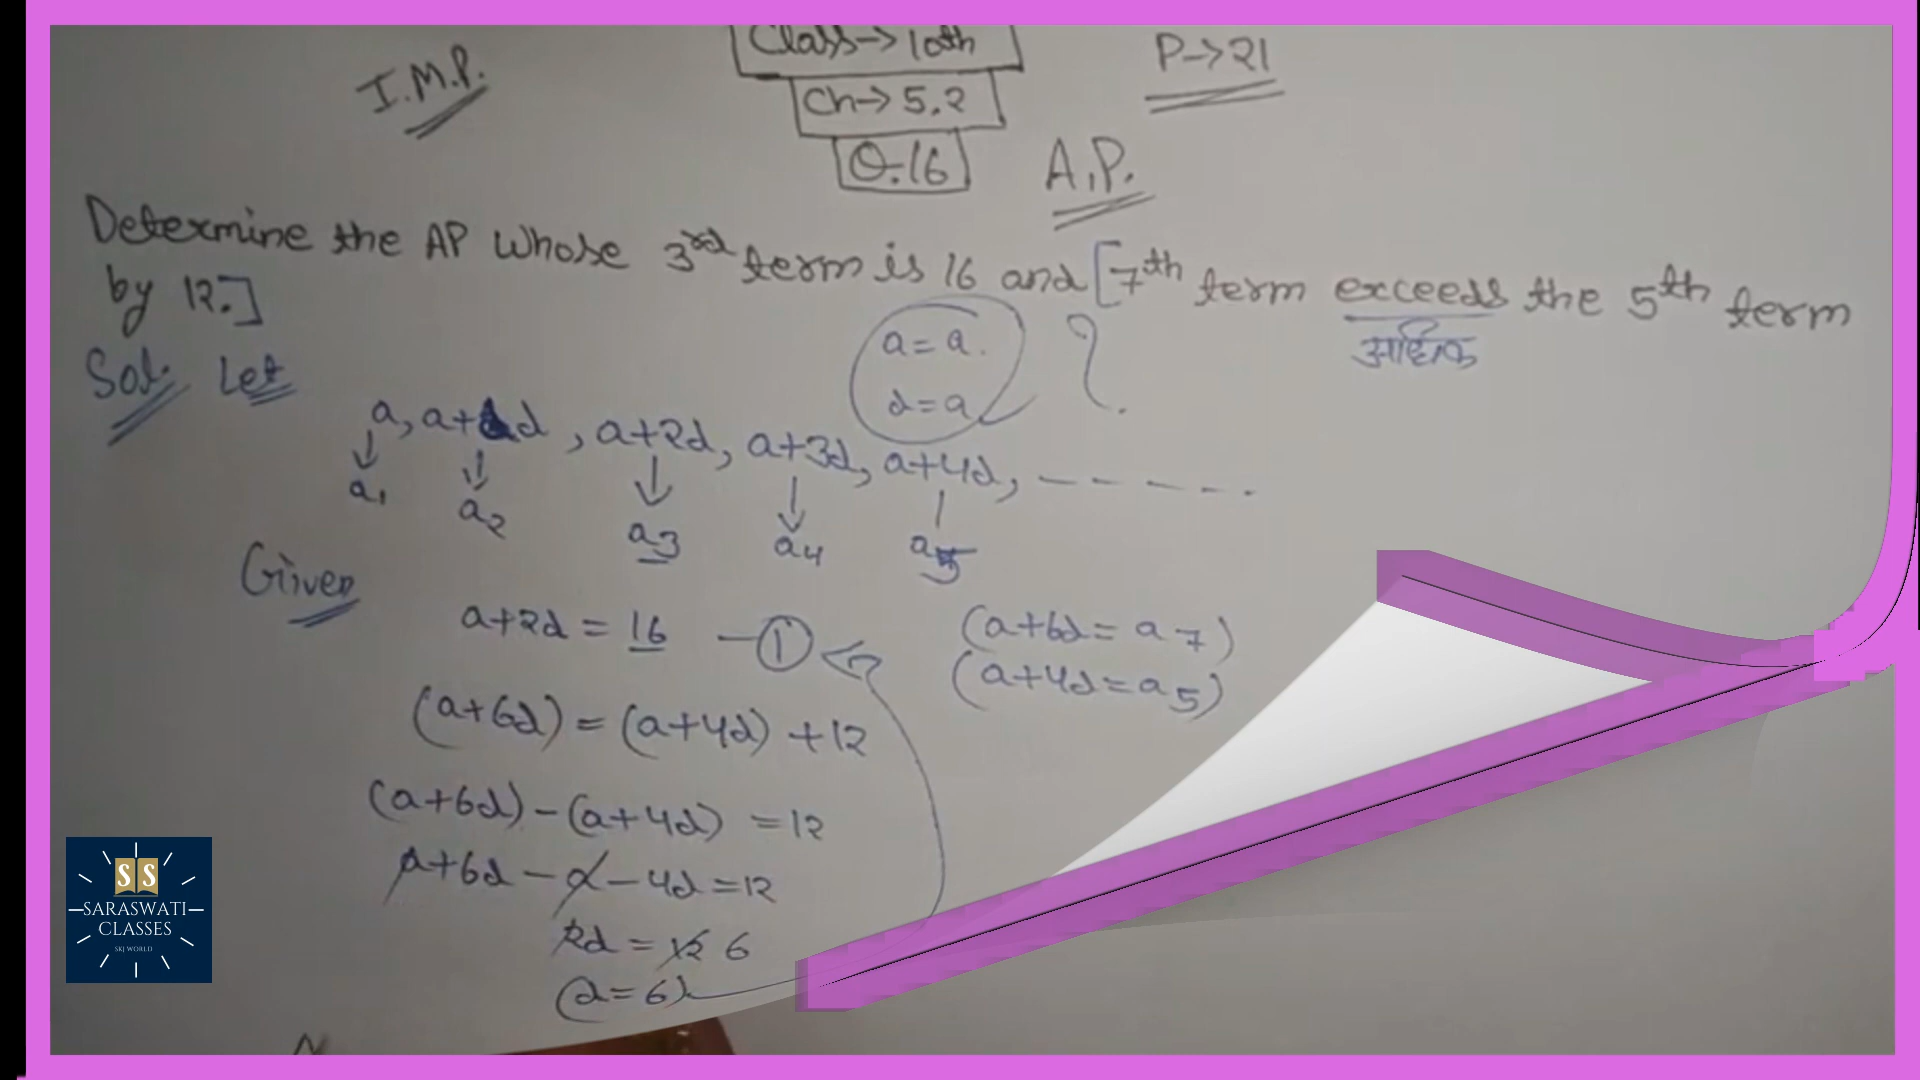 I.M.P.
Class→10th
Ch→5.2
Q.16
P→21
A.P.
Determine the AP whose 3rd term is 16 and [7th term exceeds the 5th term
by 12.]
अधिक
Sol. Let
a = a.
d = a
?
a, a+d, a+2d, a+3d, a+4d, - - - - -
a1 a2 a3 a4 a5
Given
a+2d = 16 -①
(a+6d = a7)
(a+4d = a5)
(a+6d) = (a+4d) +12
(a+6d)-(a+4d) =12
a+6d-a-4d=12
2d = 12 6
(d=6)
SS
SARASWATI
CLASSES
SKJ WORLD